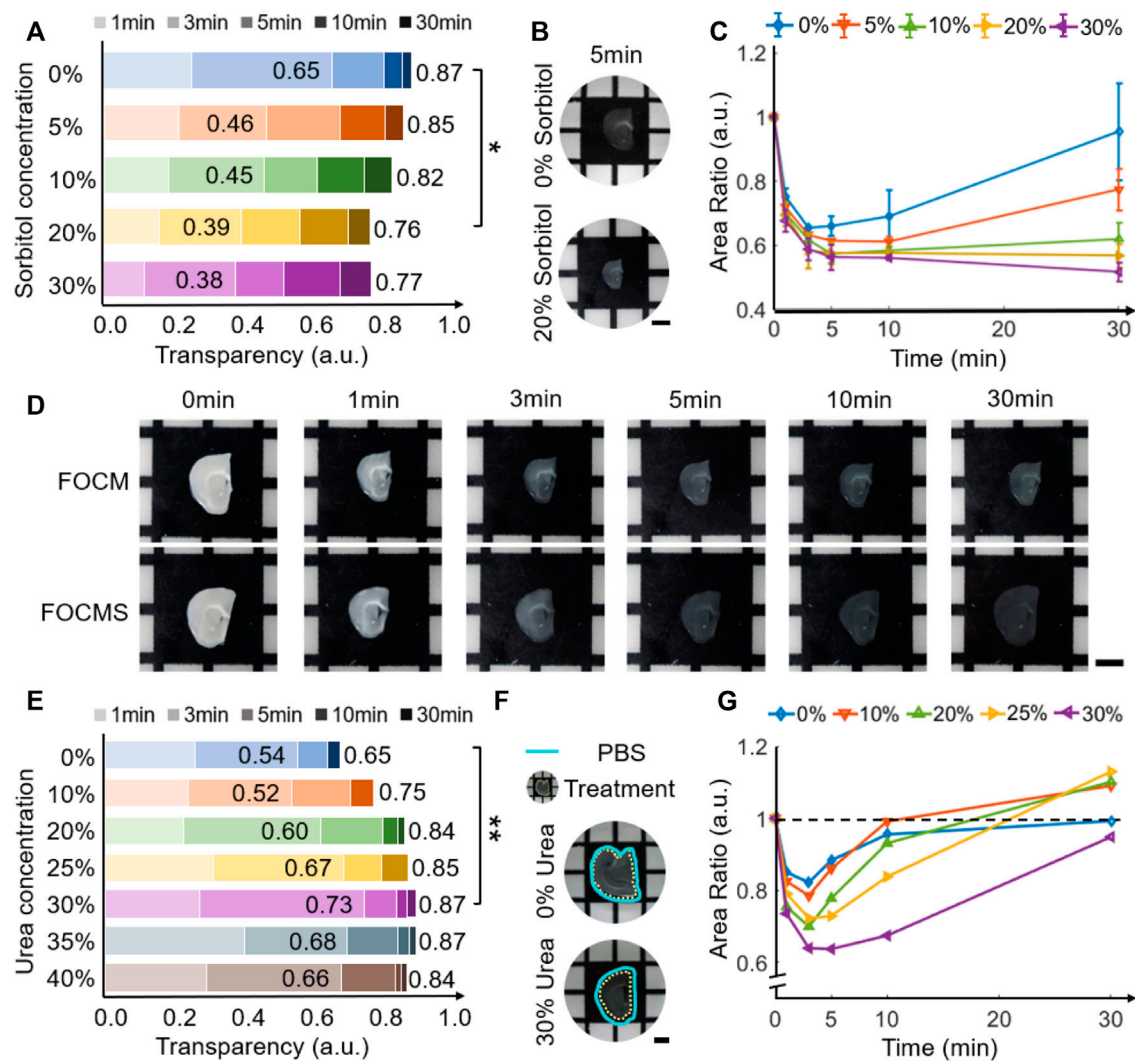 A
1min 3min 5min 10min 30min
Sorbitol concentration
0% 0.65 0.87
5% 0.46 0.85
10% 0.45 0.82
20% 0.39 0.76
30% 0.38 0.77
*
0.0 0.2 0.4 0.6 0.8 1.0
Transparency (a.u.)
B
5min
0% Sorbitol
20% Sorbitol
C
0% 5% 10% 20% 30%
Area Ratio (a.u.)
1.2
1
0.8
0.6
0.4
0 5 10 20 30
Time (min)
D
0min 1min 3min 5min 10min 30min
FOCM
FOCMS
E
1min 3min 5min 10min 30min
Urea concentration
0% 0.54 0.65
10% 0.52 0.75
20% 0.60 0.84
25% 0.67 0.85
30% 0.73 0.87
35% 0.68 0.87
40% 0.66 0.84
**
0.0 0.2 0.4 0.6 0.8 1.0
Transparency (a.u.)
F
PBS
Treatment
0% Urea
30% Urea
G
0% 10% 20% 25% 30%
Area Ratio (a.u.)
1.2
1
0.8
0.6
0 5 10 20 30
Time (min)